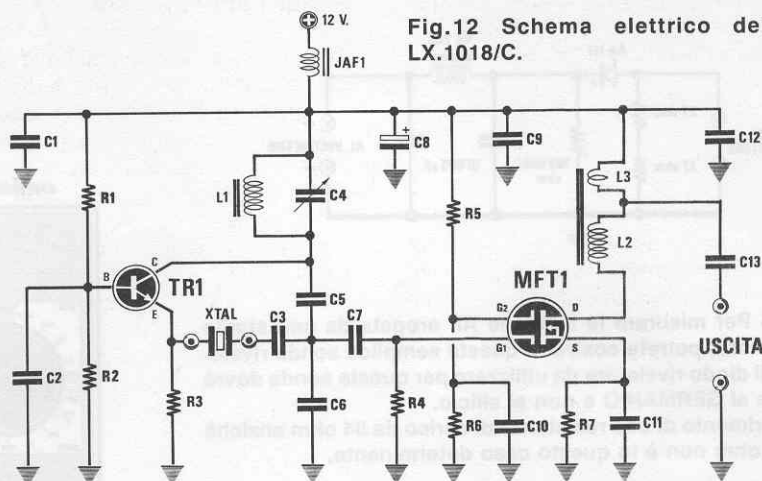 Fig.12 Schema elettrico de
LX.1018/C.
12 V.
JAF1
C1
R1
L1
C4
C8
+
C9
R5
L3
L2
C12
C13
B
C
E
TR1
C5
MFT1
G2
G1
D
S
XTAL
C3
C7
USCITA
C2
R2
R3
C6
R4
R6
C10
R7
C11